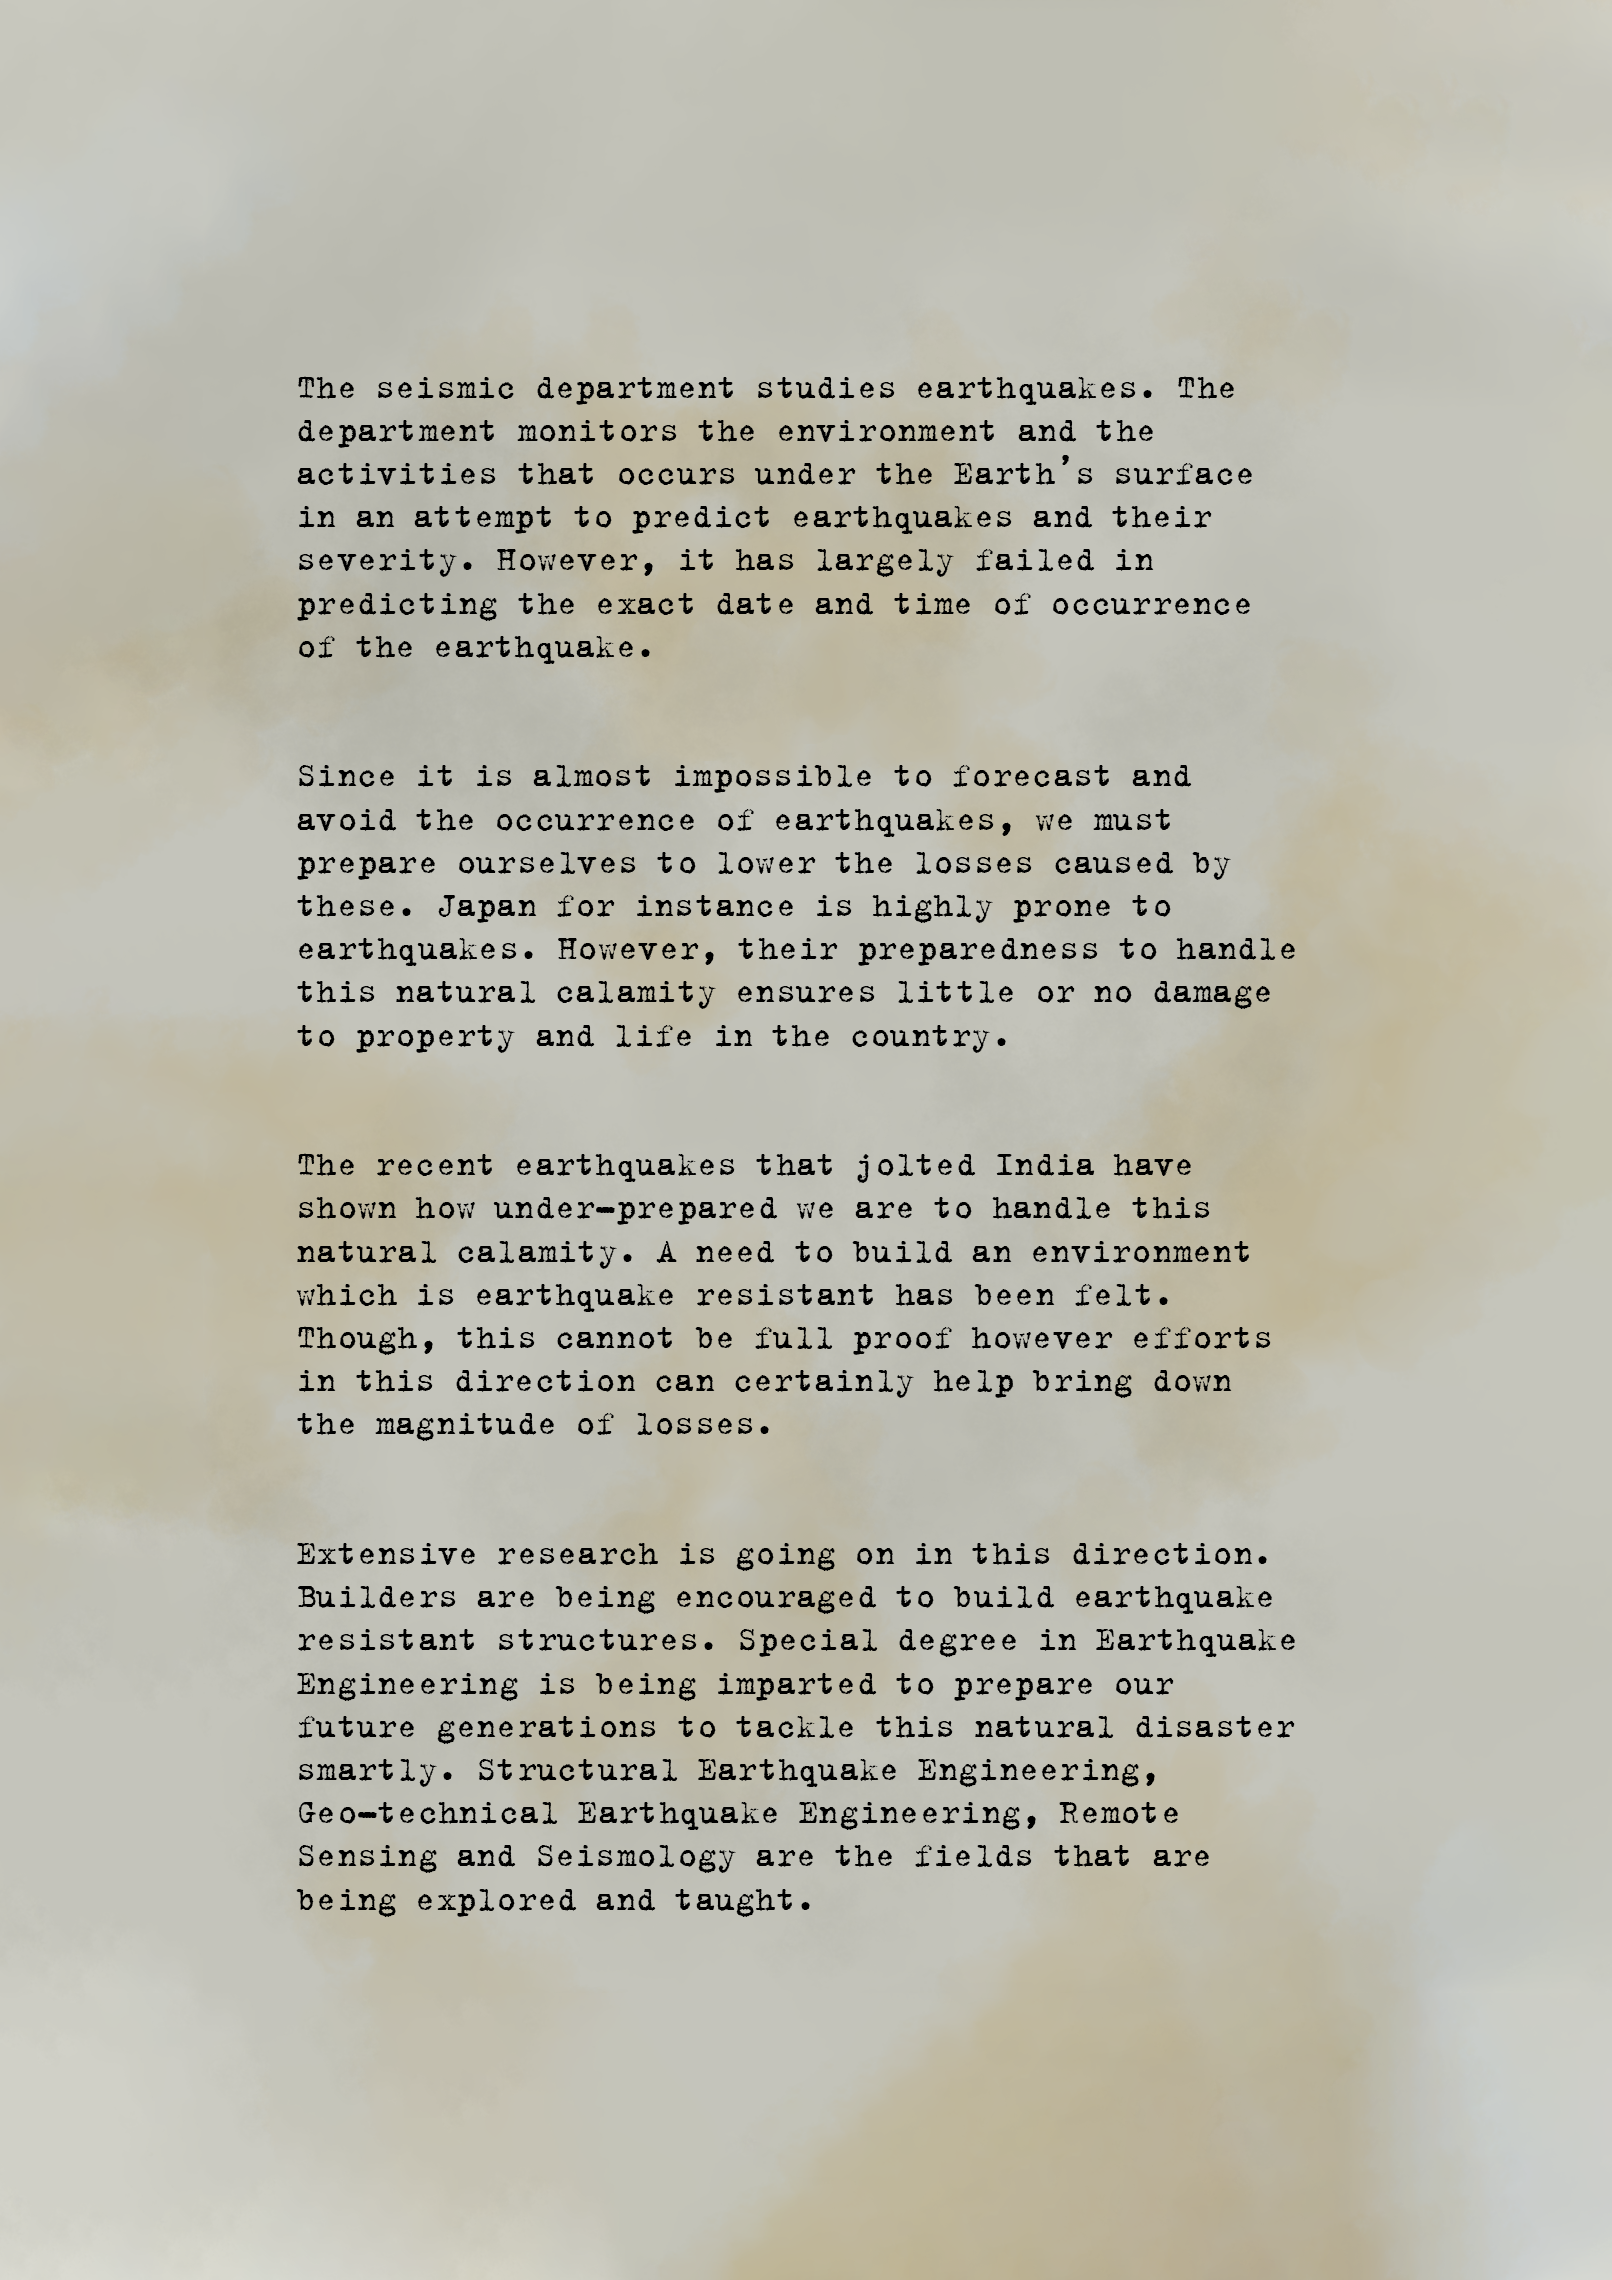 The seismic department studies earthquakes. The
department monitors the environment and the
activities that occurs under the Earth's surface
in an attempt to predict earthquakes and their
severity. However, it has largely failed in
predicting the exact date and time of occurrence
of the earthquake.
Since it is almost impossible to forecast and
avoid the occurrence of earthquakes, we must
prepare ourselves to lower the losses caused by
these. Japan for instance is highly prone to
earthquakes. However, their preparedness to handle
this natural calamity ensures little or no damage
to property and life in the country.
The recent earthquakes that jolted India have
shown how under-prepared we are to handle this
natural calamity. A need to build an environment
which is earthquake resistant has been felt.
Though, this cannot be full proof however efforts
in this direction can certainly help bring down
the magnitude of losses.
Extensive research is going on in this direction.
Builders are being encouraged to build earthquake
resistant structures. Special degree in Earthquake
Engineering is being imparted to prepare our
future generations to tackle this natural disaster
smartly. Structural Earthquake Engineering,
Geo-technical Earthquake Engineering, Remote
Sensing and Seismology are the fields that are
being explored and taught.